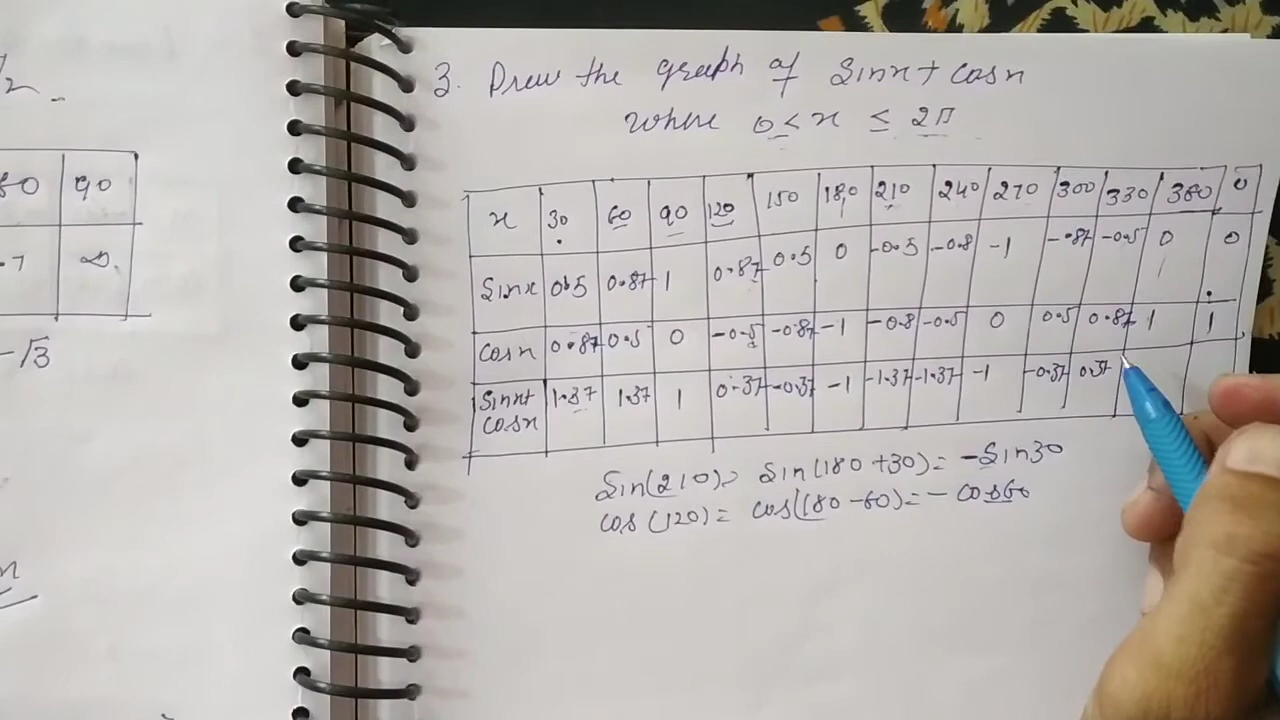 /2
60 | 90
.7 | ∞.
-√3
n
3. Draw the graph of Sinx + Cosx
where 0 < x ≤ 2π
x | 30 | 60 | 90 | 120 | 150 | 180 | 210 | 240 | 270 | 300 | 330 | 360 | 0
Sinx | 0.5 | 0.87 | 1 | 0.87 | 0.5 | 0 | -0.5 | -0.8 | -1 | -.87 | -0.5 | 0 | 0
cosx | 0.87 | 0.5 | 0 | -0.5 | -0.87 | -1 | -0.8 | -0.5 | 0 | 0.5 | 0.87 | 1 | 1
Sinx+ cosx | 1.37 | 1.37 | 1 | 0.37 | -0.37 | -1 | -1.37 | -1.37 | -1 | -0.37 | 0.37
Sin(210)= Sin(180+30)= -Sin30
cos(120)= cos(180-60)= -cos60